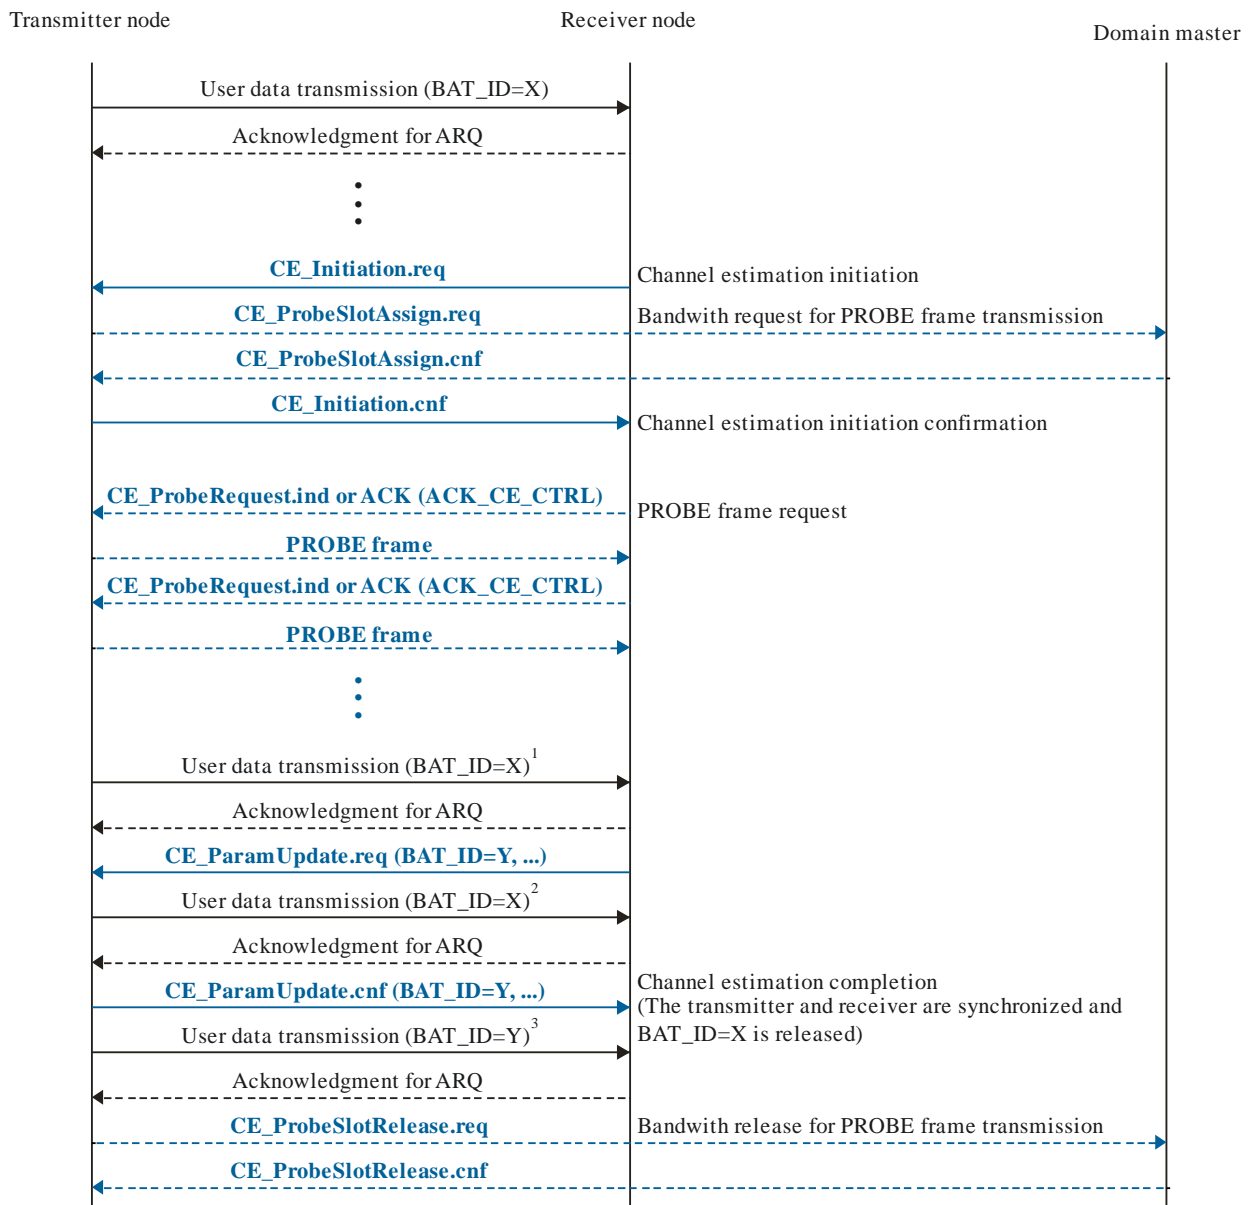 Transmitter node
Receiver node
Domain master
User data transmission (BAT_ID=X)
Acknowledgment for ARQ
CE_Initiation.req
Channel estimation initiation
CE_ProbeSlotAssign.req
Bandwith request for PROBE frame transmission
CE_ProbeSlotAssign.cnf
CE_Initiation.cnf
Channel estimation initiation confirmation
CE_ProbeRequest.ind or ACK (ACK_CE_CTRL)
PROBE frame request
PROBE frame
CE_ProbeRequest.ind or ACK (ACK_CE_CTRL)
PROBE frame
User data transmission (BAT_ID=X)1
Acknowledgment for ARQ
CE_ParamUpdate.req (BAT_ID=Y, ...)
User data transmission (BAT_ID=X)2
Acknowledgment for ARQ
CE_ParamUpdate.cnf (BAT_ID=Y, ...)
Channel estimation completion
(The transmitter and receiver are synchronized and
BAT_ID=X is released)
User data transmission (BAT_ID=Y)3
Acknowledgment for ARQ
CE_ProbeSlotRelease.req
Bandwith release for PROBE frame transmission
CE_ProbeSlotRelease.cnf